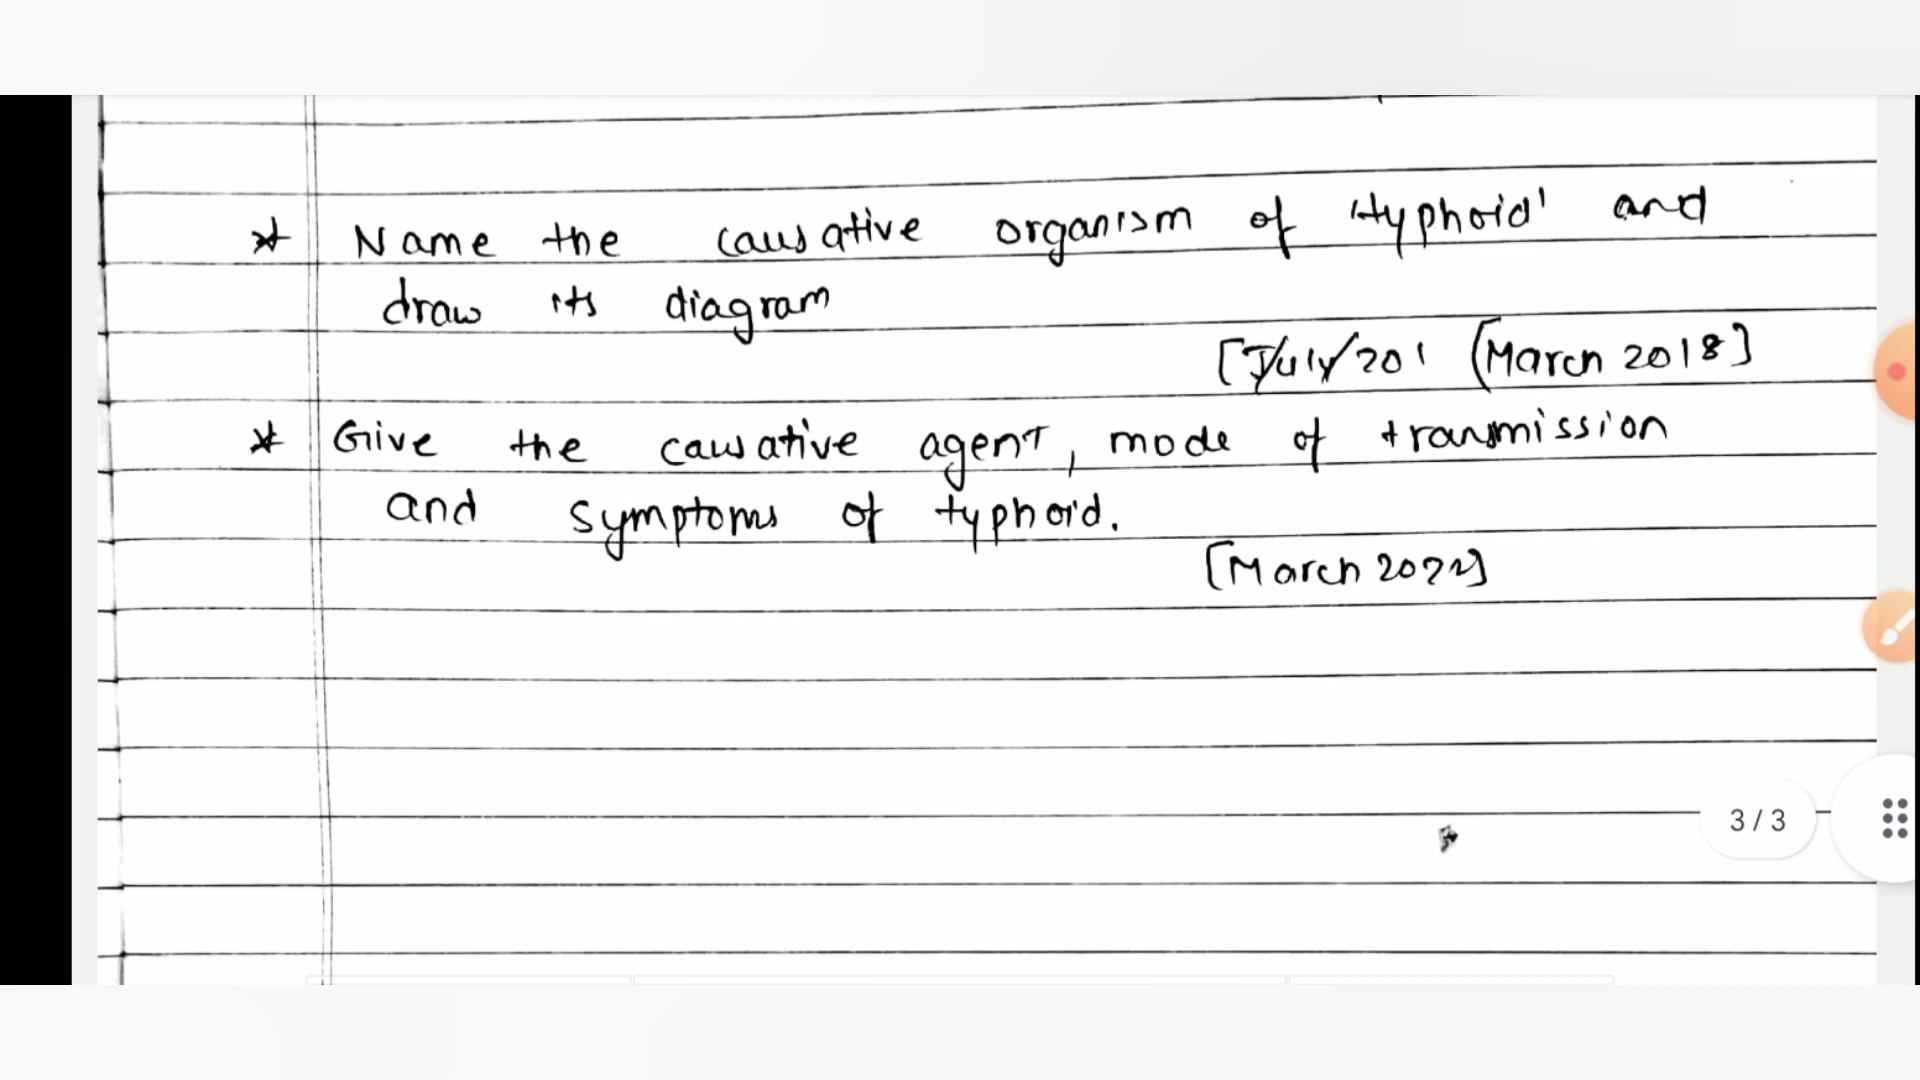 * Name the causative organism of 'typhoid' and
draw its diagram
[July 201 (March 2018]
* Give the causative agent, mode of transmission
and symptoms of typhoid.
[March 2022]
3 / 3